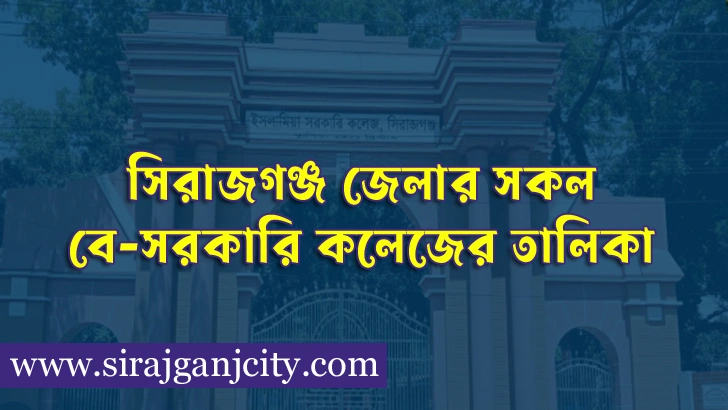 ইসলামিয়া সরকারি কলেজ, সিরাজগঞ্জ
সিরাজগঞ্জ জেলার সকল
বে-সরকারি কলেজের তালিকা
www.sirajganjcity.com